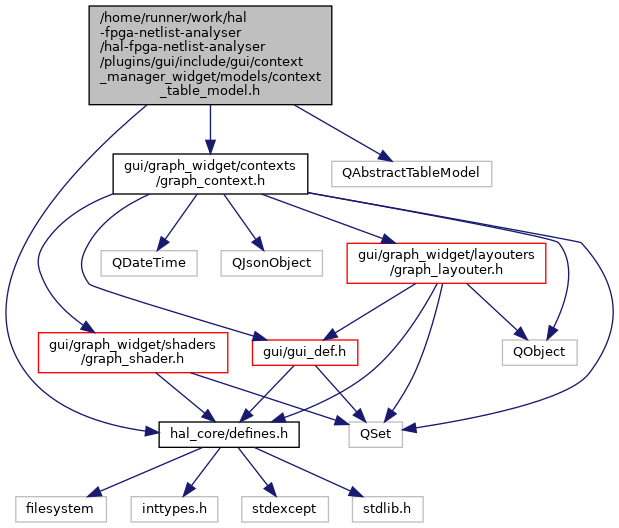 /home/runner/work/hal
-fpga-netlist-analyser
/hal-fpga-netlist-analyser
/plugins/gui/include/gui/context
_manager_widget/models/context
_table_model.h
gui/graph_widget/contexts
/graph_context.h
QAbstractTableModel
QDateTime
QJsonObject
gui/graph_widget/layouters
/graph_layouter.h
gui/graph_widget/shaders
/graph_shader.h
gui/gui_def.h
QObject
hal_core/defines.h
QSet
filesystem
inttypes.h
stdexcept
stdlib.h